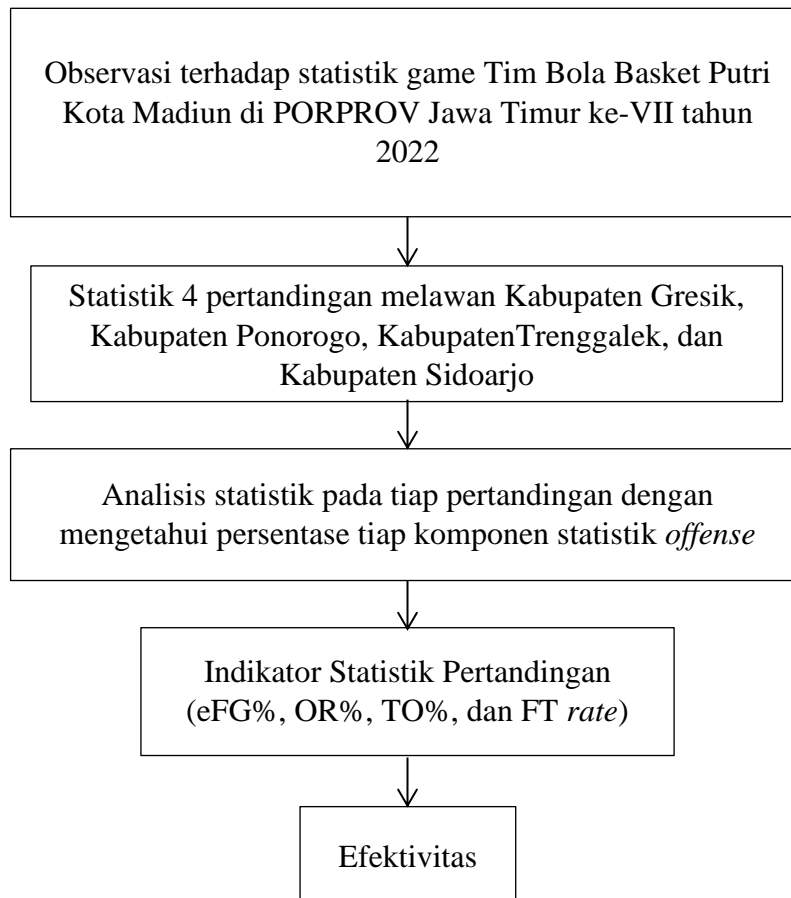 Observasi terhadap statistik game Tim Bola Basket Putri
Kota Madiun di PORPROV Jawa Timur ke-VII tahun
2022
Statistik 4 pertandingan melawan Kabupaten Gresik,
Kabupaten Ponorogo, KabupatenTrenggalek, dan
Kabupaten Sidoarjo
Analisis statistik pada tiap pertandingan dengan
mengetahui persentase tiap komponen statistik offense
Indikator Statistik Pertandingan
(eFG%, OR%, TO%, dan FT rate)
Efektivitas